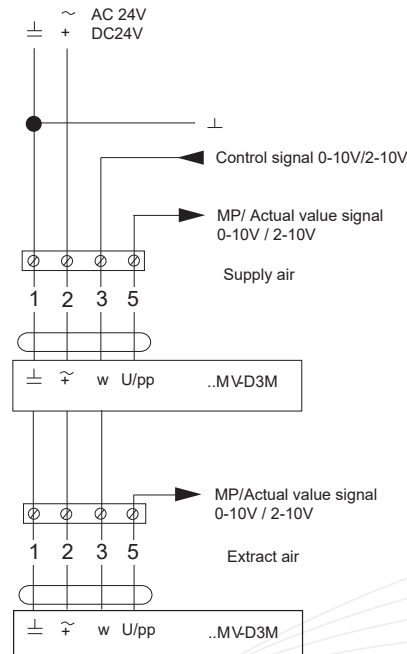 ~ AC 24V
+ DC24V
Control signal 0-10V/2-10V
MP/ Actual value signal
0-10V / 2-10V
Supply air
1 2 3 5
~
+ w U/pp ..MV-D3M
MP/Actual value signal
0-10V / 2-10V
1 2 3 5
Extract air
~
+ w U/pp ..MV-D3M